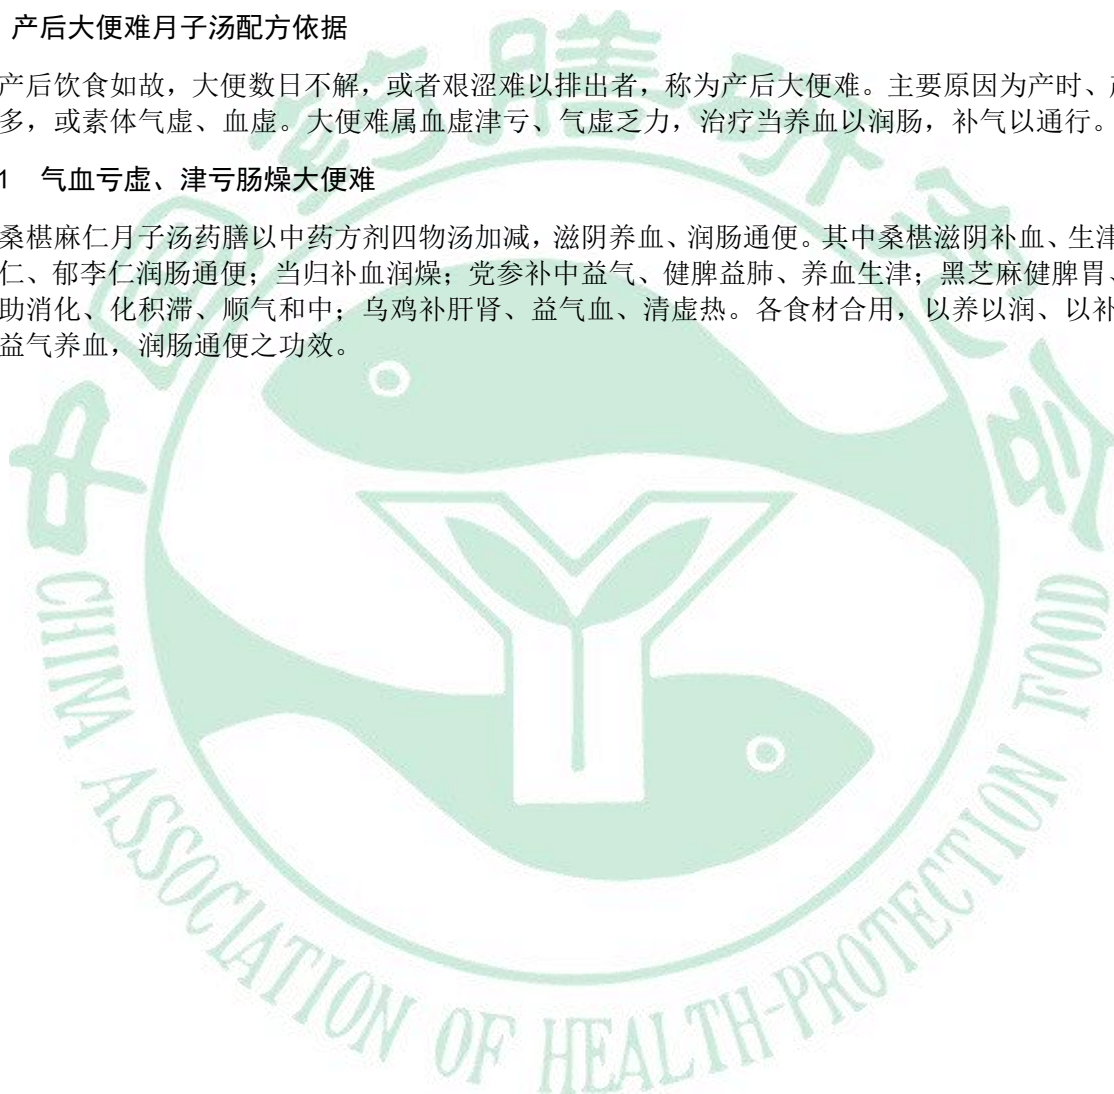 产后大便难月子汤配方依据
产后饮食如故，大便数日不解，或者艰涩难以排出者，称为产后大便难。主要原因为产时、
多，或素体气虚、血虚。大便难属血虚津亏、气虚乏力，治疗当养血以润肠，补气以通行。
1 气血亏虚、津亏肠燥大便难
桑椹麻仁月子汤药膳以中药方剂四物汤加减，滋阴养血、润肠通便。其中桑椹滋阴补血、生津
仁、郁李仁润肠通便；当归补血润燥；党参补中益气、健脾益肺、养血生津；黑芝麻健脾胃、
助消化、化积滞、顺气和中；乌鸡补肝肾、益气血、清虚热。各食材合用，以养以润、以补
益气养血，润肠通便之功效。
中国药膳研究会
CHINA ASSOCIATION OF HEALTH-PROTECTION FOOD